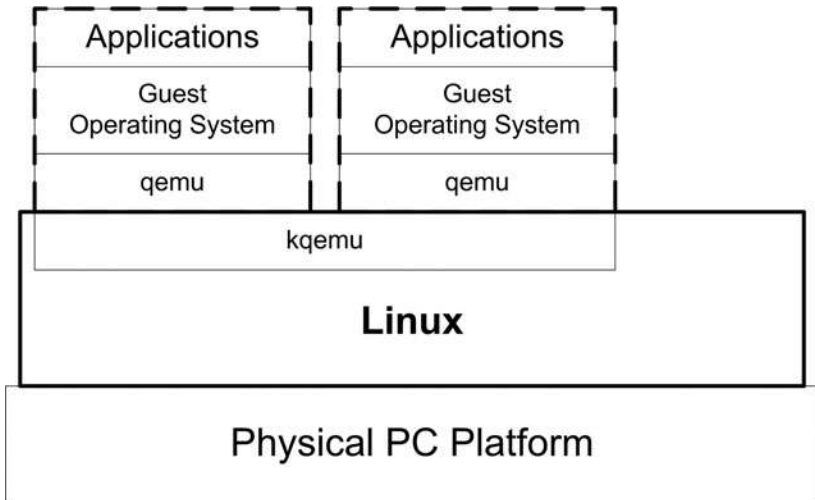 Applications
Applications
Guest
Operating System
Guest
Operating System
qemu
qemu
kqemu
Linux
Physical PC Platform